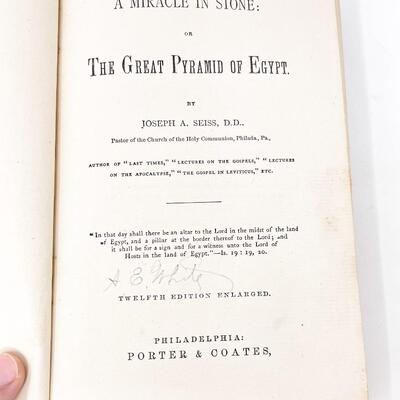 A MIRACLE IN STONE:
OR
THE GREAT PYRAMID OF EGYPT.
BY
JOSEPH A. SEISS, D.D.,
Pastor of the Church of the Holy Communion, Philada., Pa.,
AUTHOR OF "LAST TIMES," "LECTURES ON THE GOSPELS," "LECTURES
ON THE APOCALYPSE," "THE GOSPEL IN LEVITICUS," ETC.
"In that day shall there be an altar to the Lord in the midst of the land
of Egypt, and a pillar at the border thereof to the Lord; and
it shall be for a sign and for a witness unto the Lord of
Hosts in the land of Egypt."—Is. 19: 19, 20.
A E. White
TWELFTH EDITION ENLARGED.
PHILADELPHIA:
PORTER & COATES,